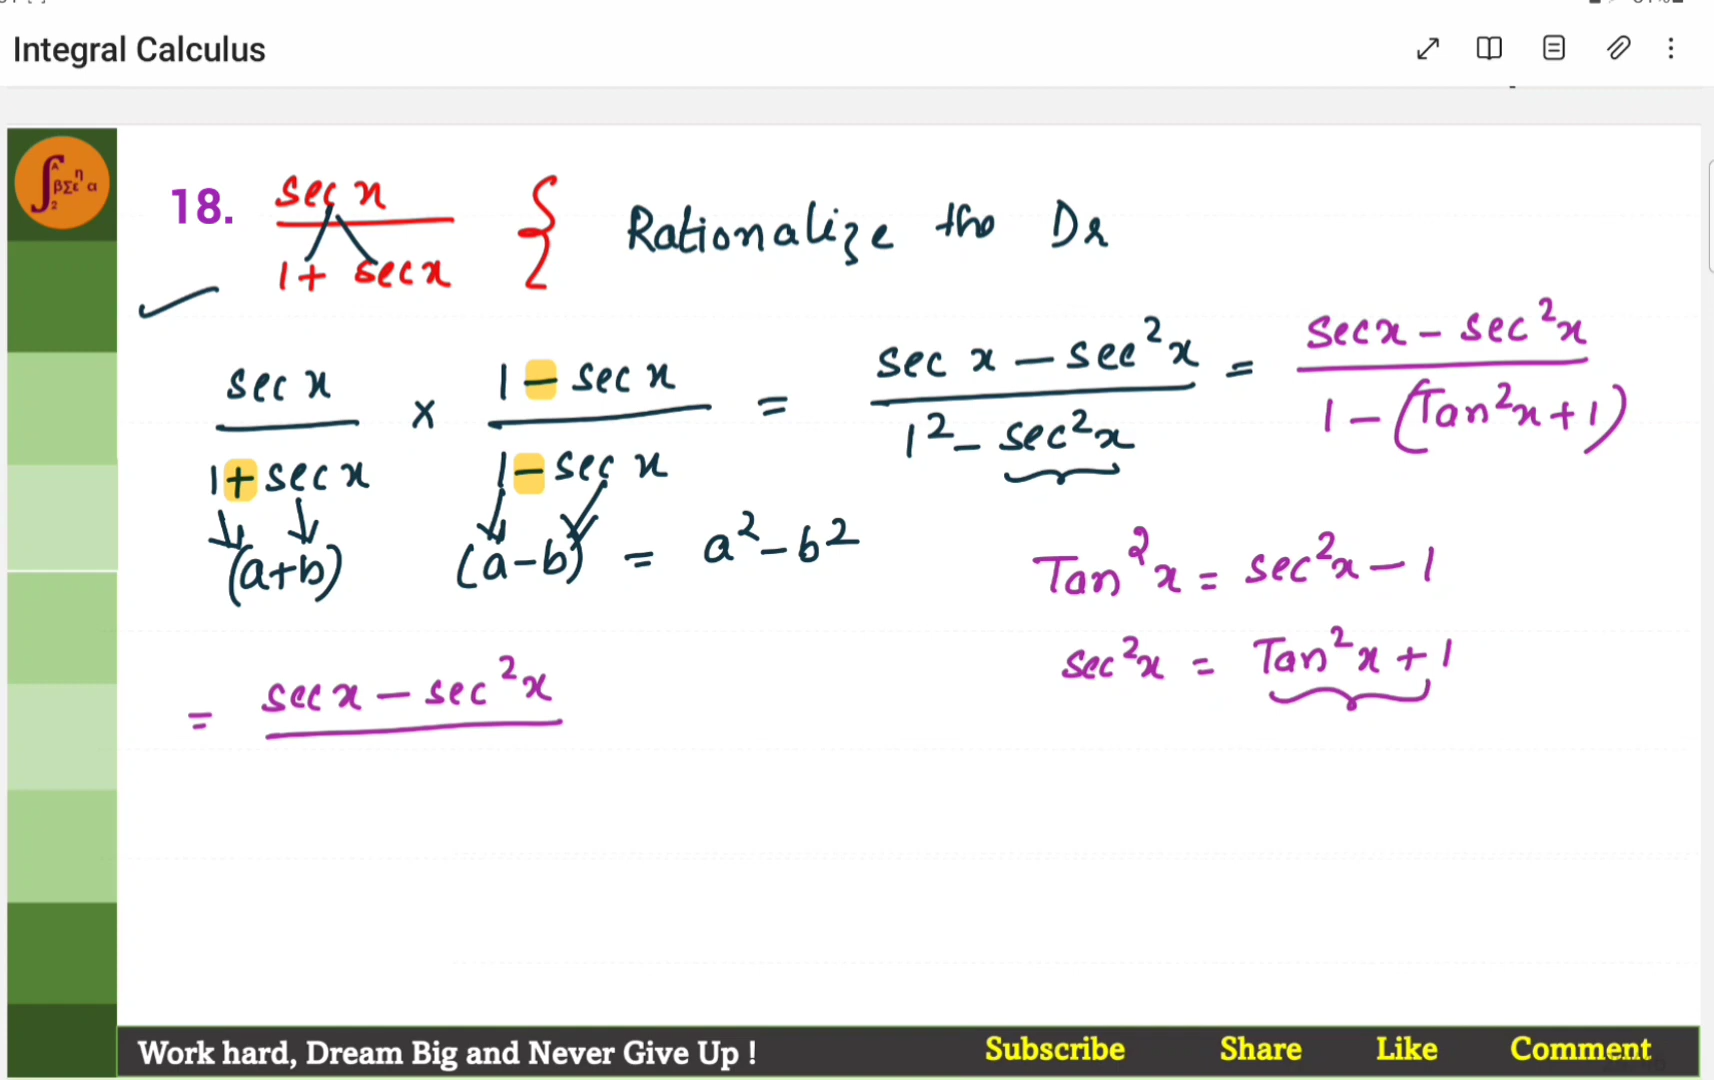 Integral Calculus
18. sec x / 1 + sec x { Rationalize the Dr
sec x / 1 + sec x × 1 − sec x / 1 − sec x = sec x − sec²x / 1² − sec²x = sec x − sec²x / 1 − (Tan²x + 1)
(a+b) (a−b) = a² − b²
Tan²x = sec²x − 1
sec²x = Tan²x + 1
= sec x − sec²x
Work hard, Dream Big and Never Give Up !
Subscribe Share Like Comment